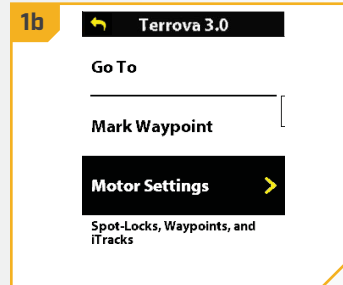 1b
Terrova 3.0
Go To
Mark Waypoint
Motor Settings
Spot-Locks, Waypoints, and
iTracks